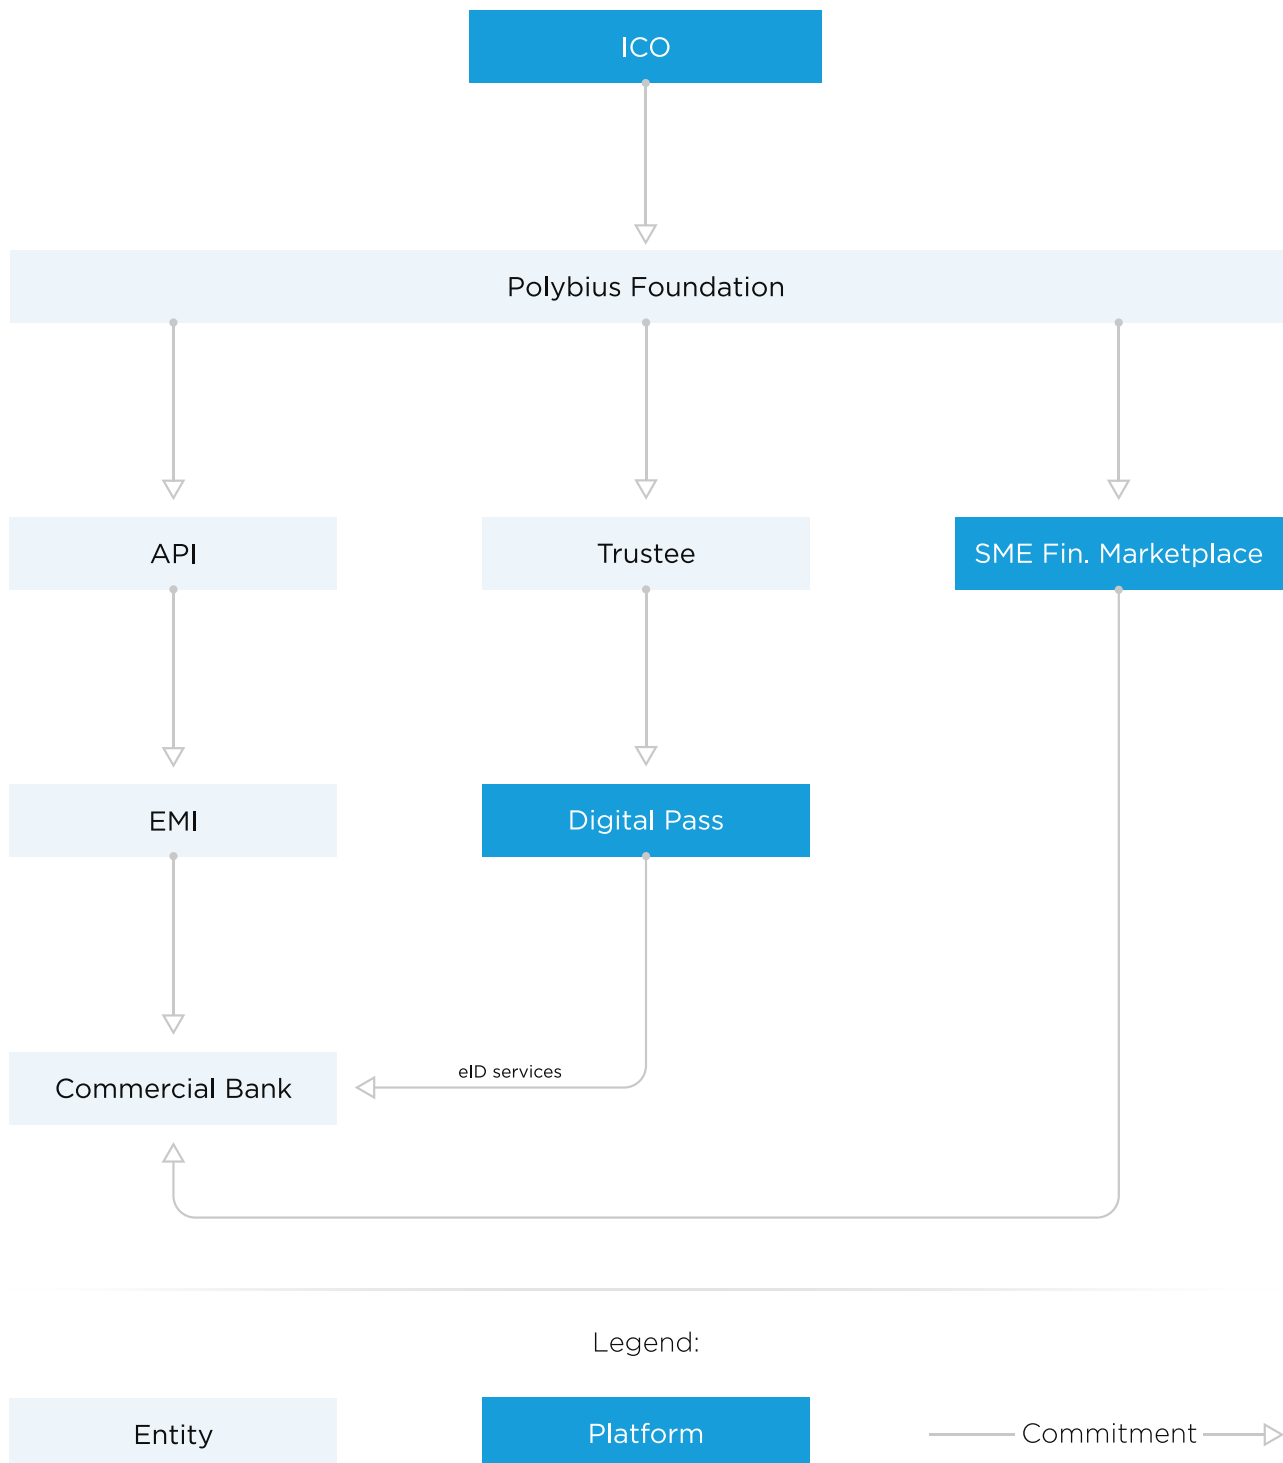 ICO
Polybius Foundation
API
Trustee
SME Fin. Marketplace
EMI
Digital Pass
eID services
Commercial Bank
Legend:
Entity
Platform
Commitment